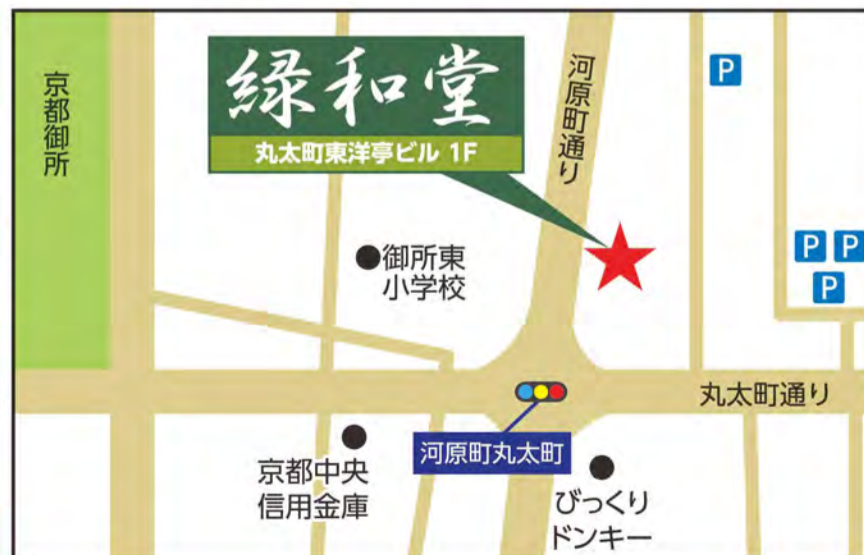 京都御所
緑和堂
丸太町東洋亭ビル 1F
河原町通り
P
御所東
小学校
P P
P
丸太町通り
京都中央
信用金庫
河原町丸太町
びっくり
ドンキー